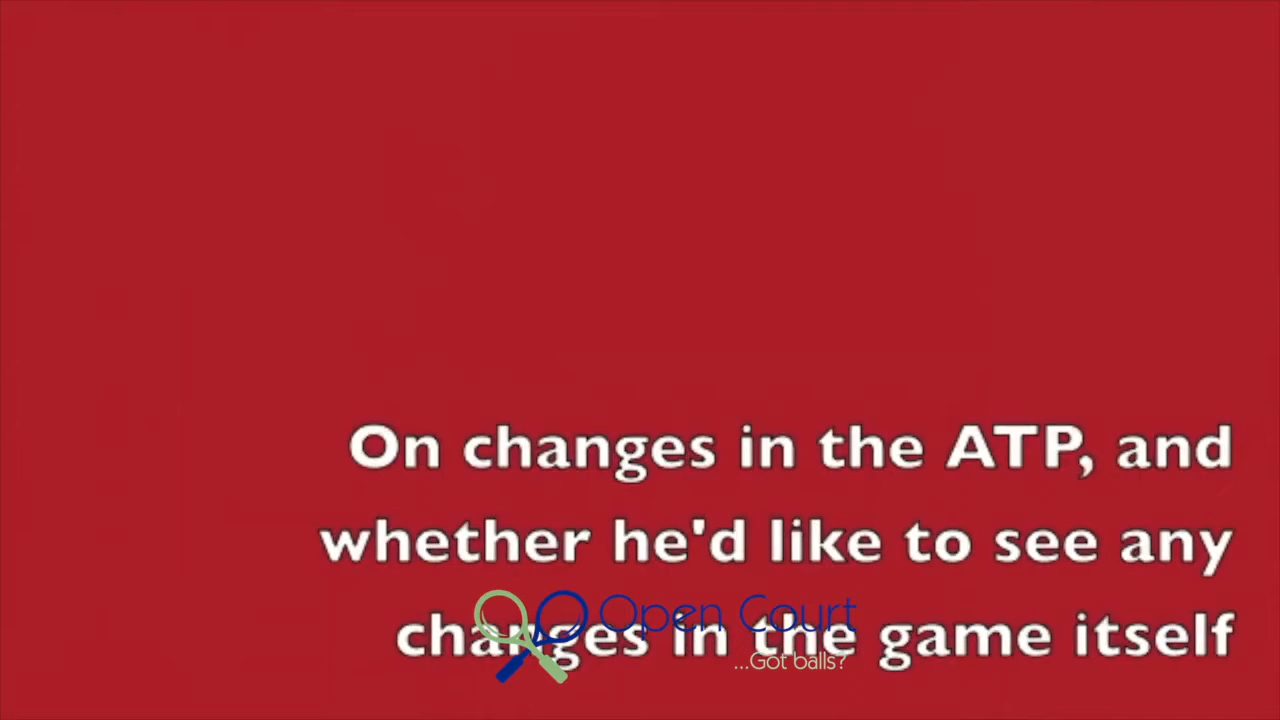 On changes in the ATP, and
whether he'd like to see any
changes in the game itself
Open Court
...Got balls?